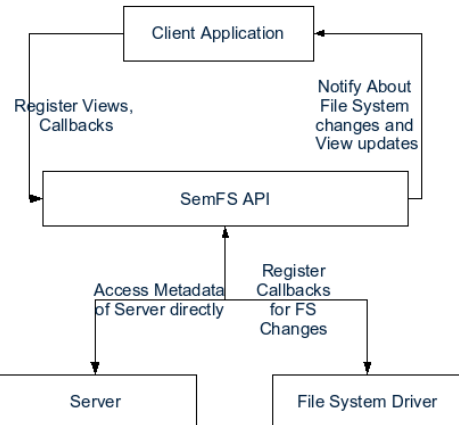 Client Application
Register Views,
Callbacks
Notify About
File System
changes and
View updates
SemFS API
Access Metadata
of Server directly
Register
Callbacks
for FS
Changes
Server
File System Driver